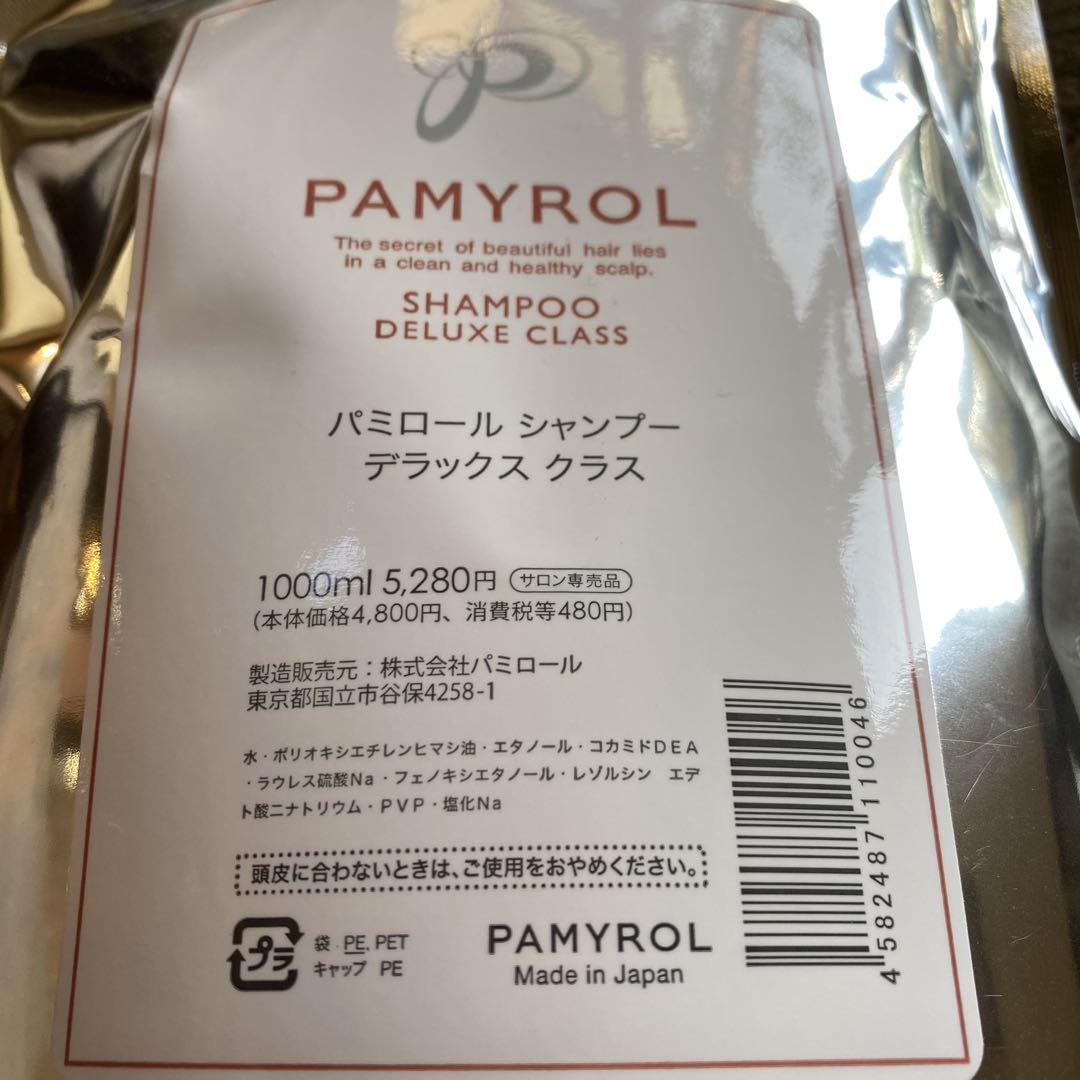 PAMYROL
The secret of beautiful hair lies
in a clean and healthy scalp.
SHAMPOO
DELUXE CLASS
パミロール シャンプー
デラックス クラス
1000ml 5,280円 サロン専売品
(本体価格4,800円、消費税等480円)
製造販売元：株式会社パミロール
東京都国立市谷保4258-1
水・ポリオキシエチレンヒマシ油・エタノール・コカミドDEA
・ラウレス硫酸Na・フェノキシエタノール・レゾルシン エデ
ト酸二ナトリウム・PVP・塩化Na
頭皮に合わないときは、ご使用をおやめください。
プラ
袋 PE, PET
キャップ PE
PAMYROL
Made in Japan
4582487110046